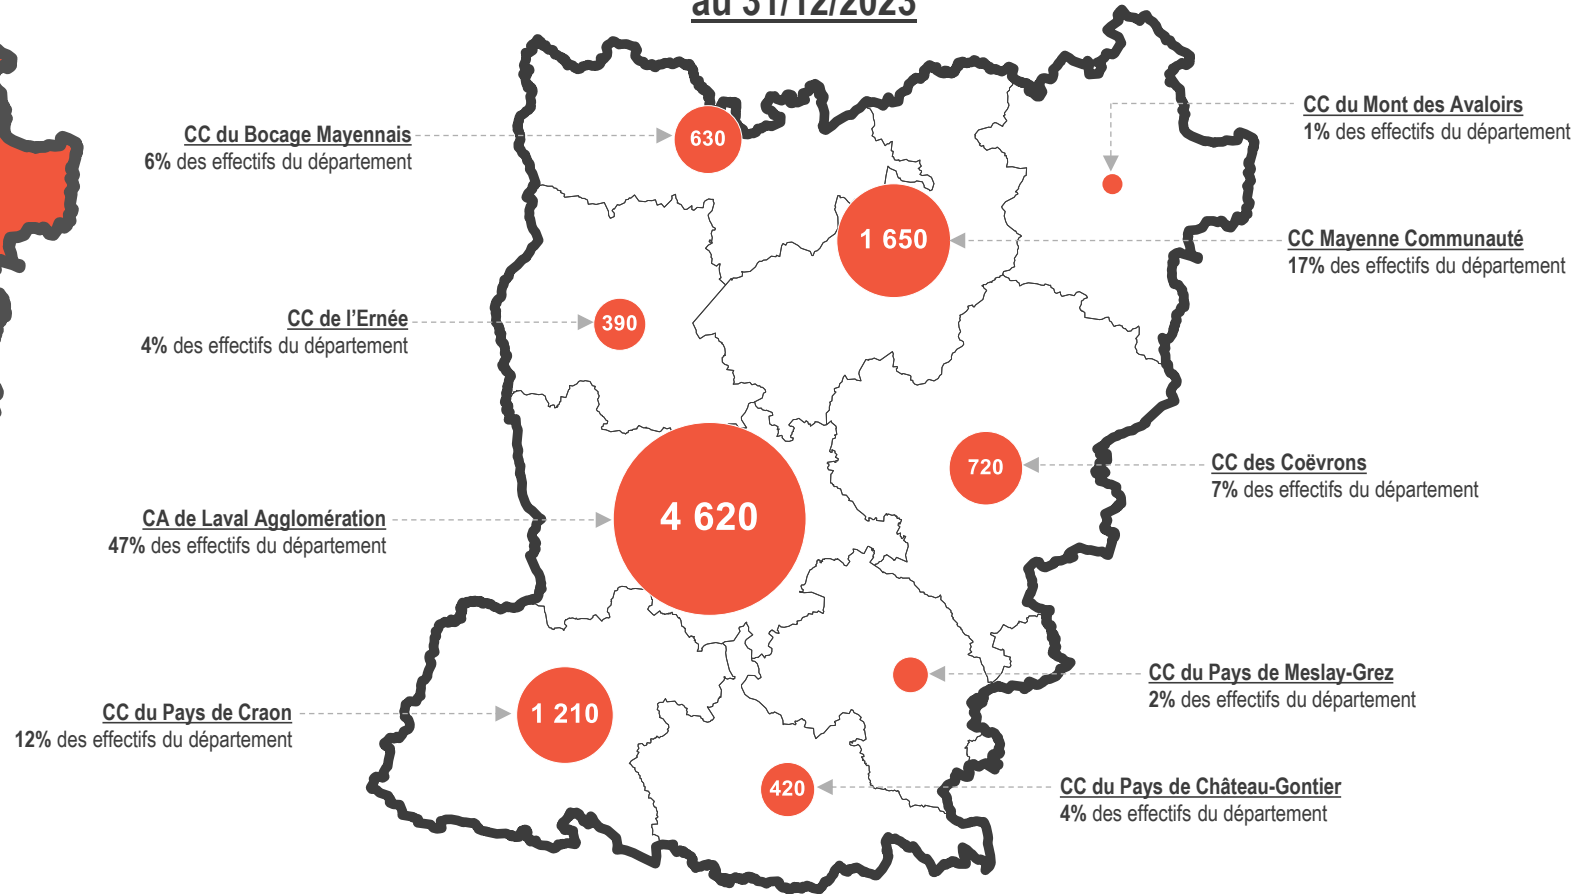 au 31/12/2023
CC du Bocage Mayennais
6% des effectifs du département
630
CC du Mont des Avaloirs
1% des effectifs du département
1 650
CC Mayenne Communauté
17% des effectifs du département
CC de l'Ernée
4% des effectifs du département
390
CC des Coëvrons
7% des effectifs du département
720
CA de Laval Agglomération
47% des effectifs du département
4 620
CC du Pays de Meslay-Grez
2% des effectifs du département
CC du Pays de Craon
12% des effectifs du département
1 210
420
CC du Pays de Château-Gontier
4% des effectifs du département